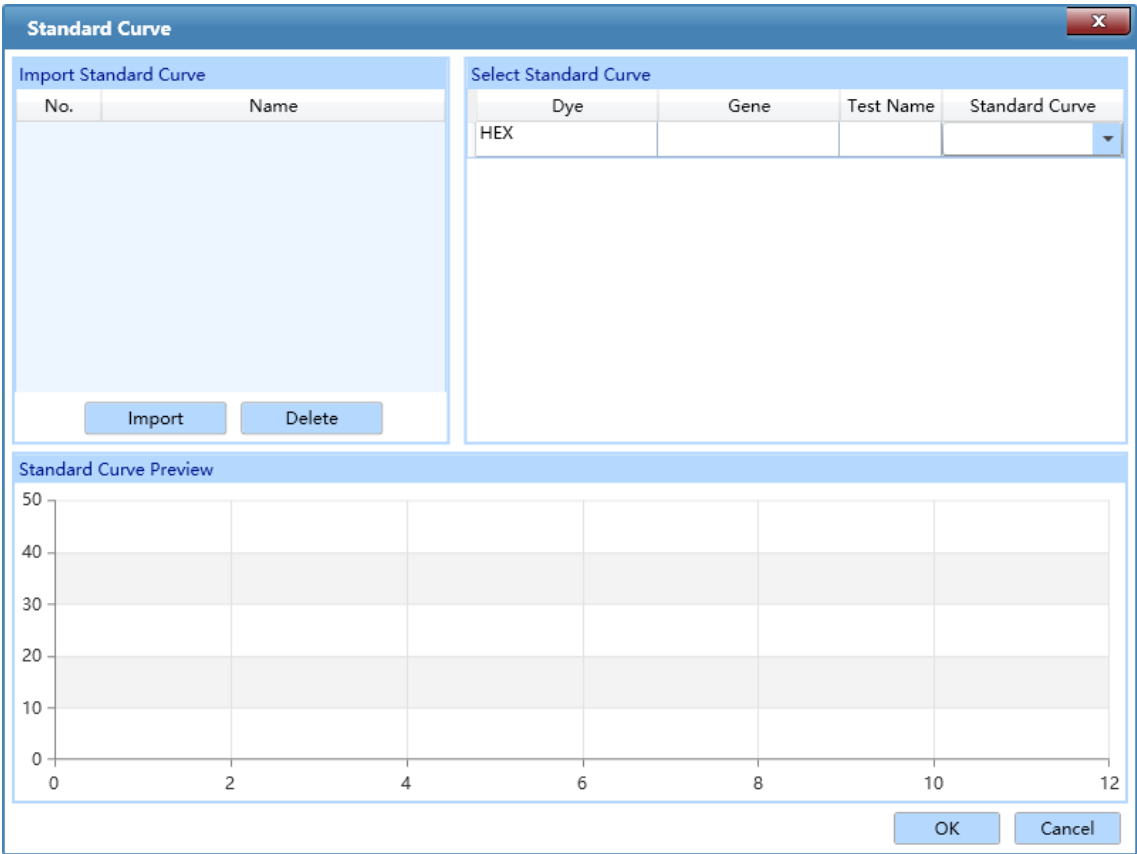 Standard Curve
x
Import Standard Curve
No. Name
Import Delete
Select Standard Curve
Dye Gene Test Name Standard Curve
HEX
Standard Curve Preview
50
40
30
20
10
0
0 2 4 6 8 10 12
OK Cancel